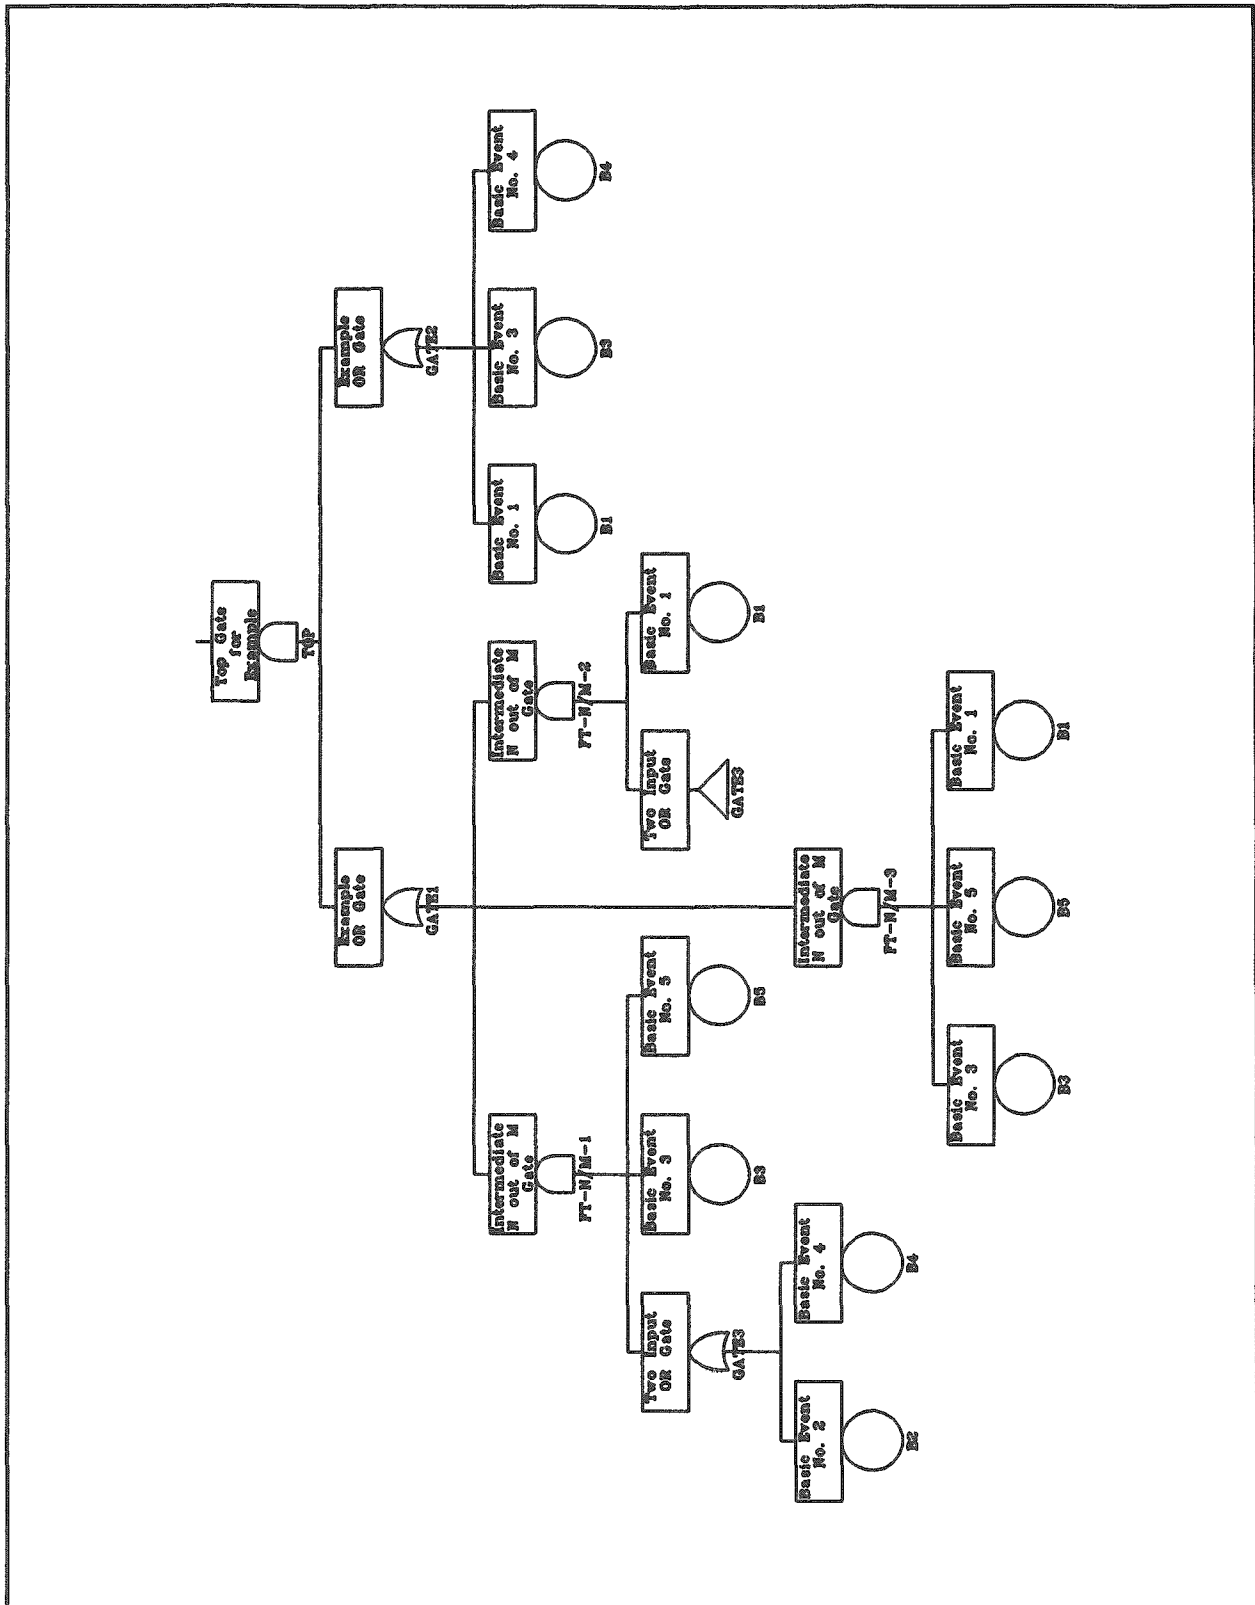 Top Gate
for
Example
TOP
Example
OR Gate
GATE1
Example
OR Gate
GATE2
Intermediate
N out of M
Gate
FT-N/M-1
Intermediate
N out of M
Gate
FT-N/M-2
Basic Event
No. 1
B1
Basic Event
No. 3
B3
Basic Event
No. 4
B4
Two Input
OR Gate
GATE3
Basic Event
No. 3
B3
Basic Event
No. 5
B5
Two Input
OR Gate
GATE3
Basic Event
No. 1
B1
Basic Event
No. 2
B2
Basic Event
No. 4
B4
Intermediate
N out of M
Gate
FT-N/M-3
Basic Event
No. 3
B3
Basic Event
No. 5
B5
Basic Event
No. 1
B1